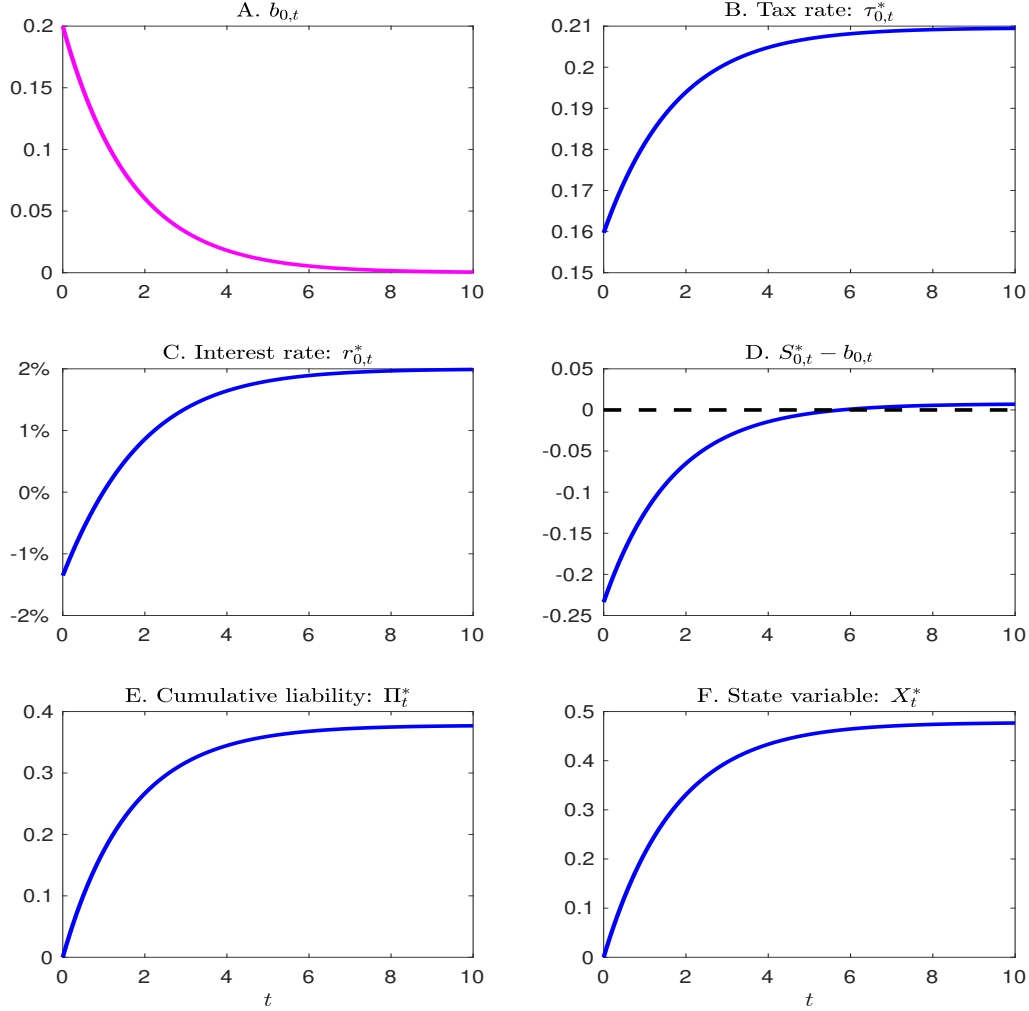 A. $b_{0,t}$
0.2
0.15
0.1
0.05
0
0 2 4 6 8 10
B. Tax rate: $\tau^*_{0,t}$
0.21
0.2
0.19
0.18
0.17
0.16
0.15
0 2 4 6 8 10
C. Interest rate: $r^*_{0,t}$
2%
1%
0%
-1%
-2%
0 2 4 6 8 10
D. $S^*_{0,t} - b_{0,t}$
0.05
0
-0.05
-0.1
-0.15
-0.2
-0.25
0 2 4 6 8 10
E. Cumulative liability: $\Pi^*_t$
0.4
0.3
0.2
0.1
0
0 2 4 6 8 10
t
F. State variable: $X^*_t$
0.5
0.4
0.3
0.2
0.1
0
0 2 4 6 8 10
t